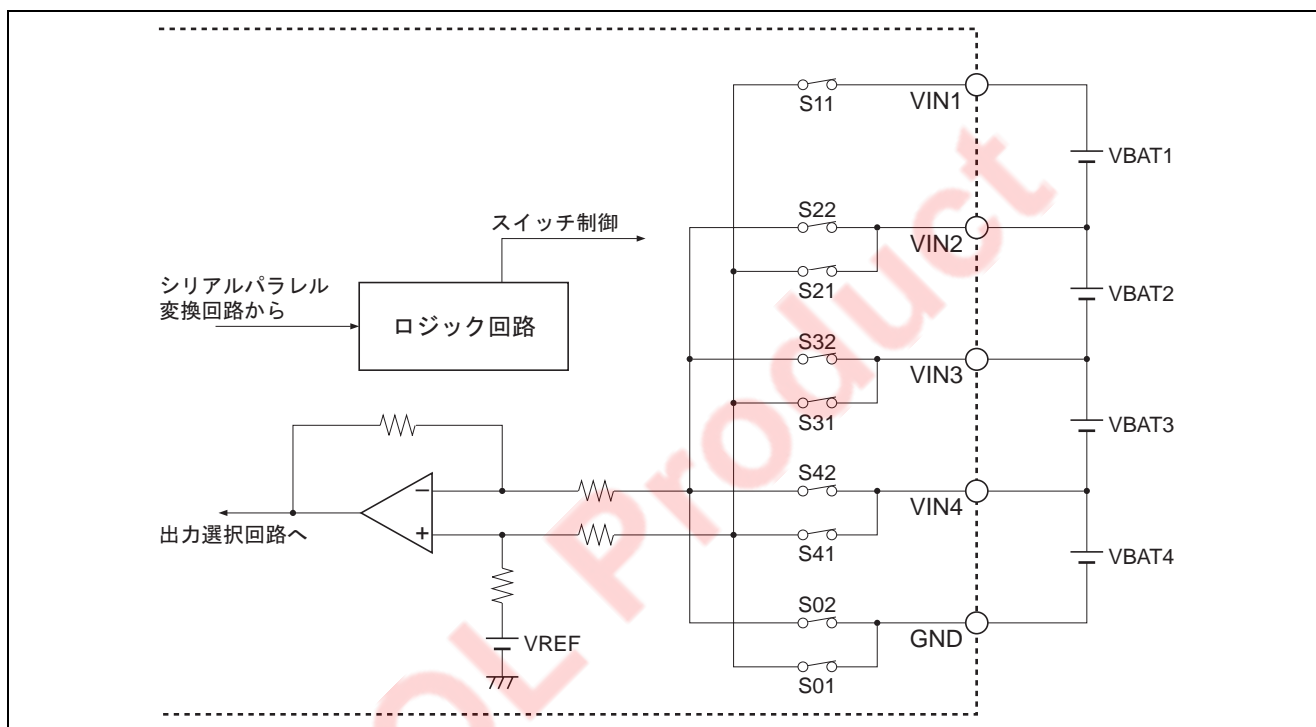 S11
VIN1
VBAT1
スイッチ制御
S22
VIN2
シリアルパラレル
変換回路から
ロジック回路
S21
VBAT2
S32
VIN3
S31
VBAT3
S42
VIN4
−
+
出力選択回路へ
S41
VBAT4
S02
GND
VREF
S01
OL Product